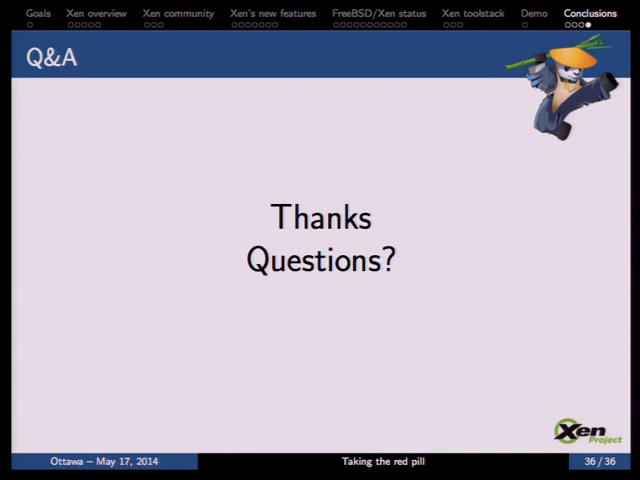 Goals Xen overview Xen community Xen's new features FreeBSD/Xen status Xen toolstack Demo Conclusions
Q&A
Thanks
Questions?
Xen
Project
Ottawa – May 17, 2014 Taking the red pill 36 / 36